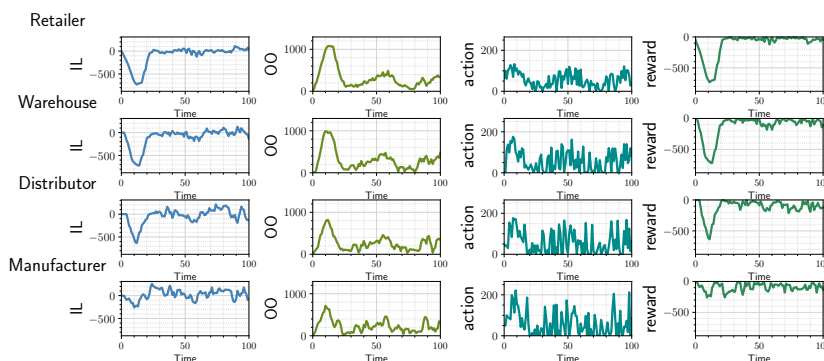 Retailer
0
−500
IL
0 50 100
Time
1000
0
OO
0 50 100
Time
200
0
action
0 50 100
Time
0
−500
reward
0 50 100
Time
Warehouse
0
−500
IL
0 50 100
Time
1000
0
OO
0 50 100
Time
200
0
action
0 50 100
Time
0
−500
reward
0 50 100
Time
Distributor
0
−500
IL
0 50 100
Time
1000
0
OO
0 50 100
Time
200
0
action
0 50 100
Time
0
−500
reward
0 50 100
Time
Manufacturer
0
−500
IL
0 50 100
Time
1000
0
OO
0 50 100
Time
200
0
action
0 50 100
Time
0
−500
reward
0 50 100
Time